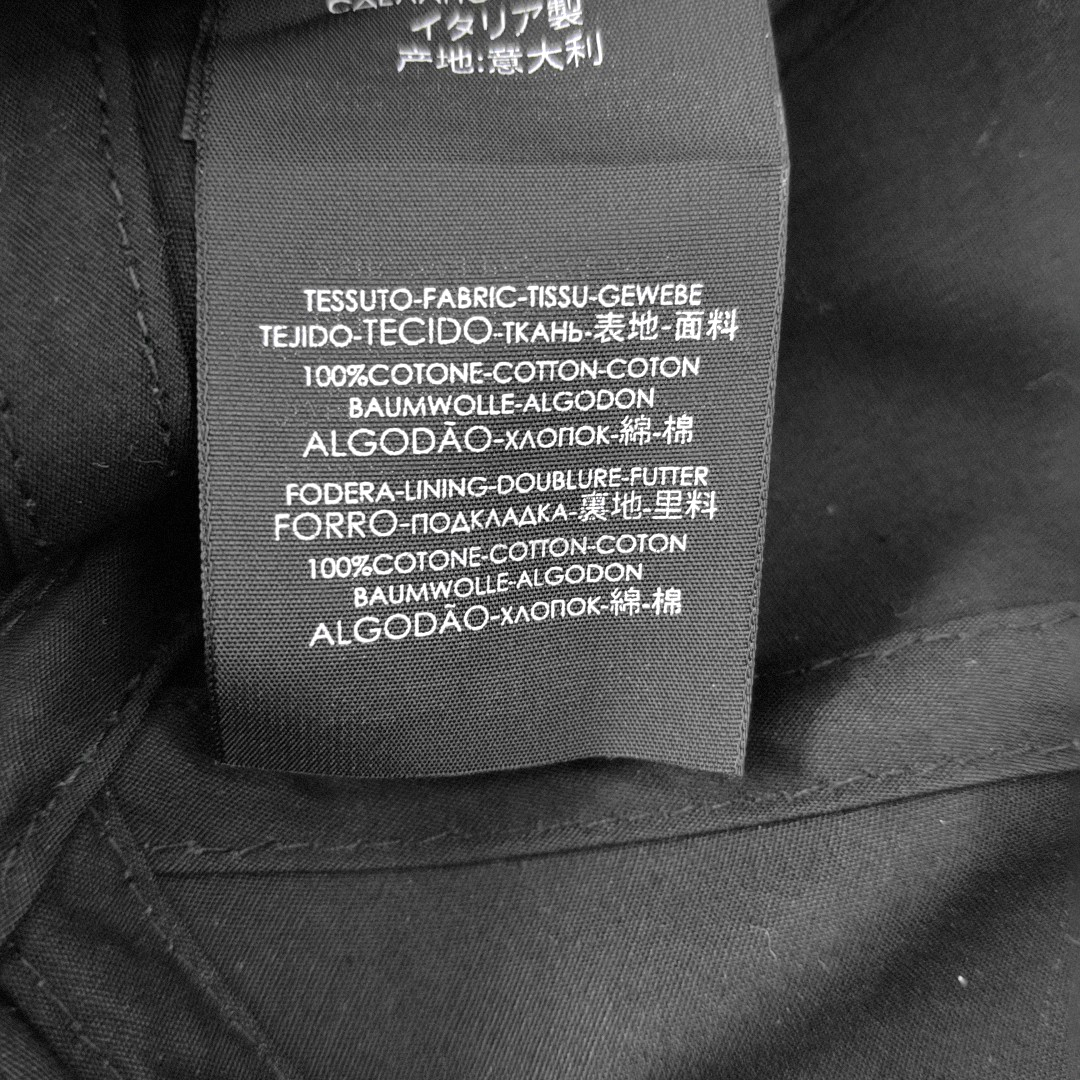 イタリア製
产地:意大利
TESSUTO-FABRIC-TISSU-GEWEBE
TEJIDO-TECIDO-ТКАНЬ-表地-面料
100%COTONE-COTTON-COTON
BAUMWOLLE-ALGODON
ALGODÃO-ХЛОПОК-綿-棉
FODERA-LINING-DOUBLURE-FUTTER
FORRO-ПОДКЛАДКА-裏地-里料
100%COTONE-COTTON-COTON
BAUMWOLLE-ALGODON
ALGODÃO-ХЛОПОК-綿-棉